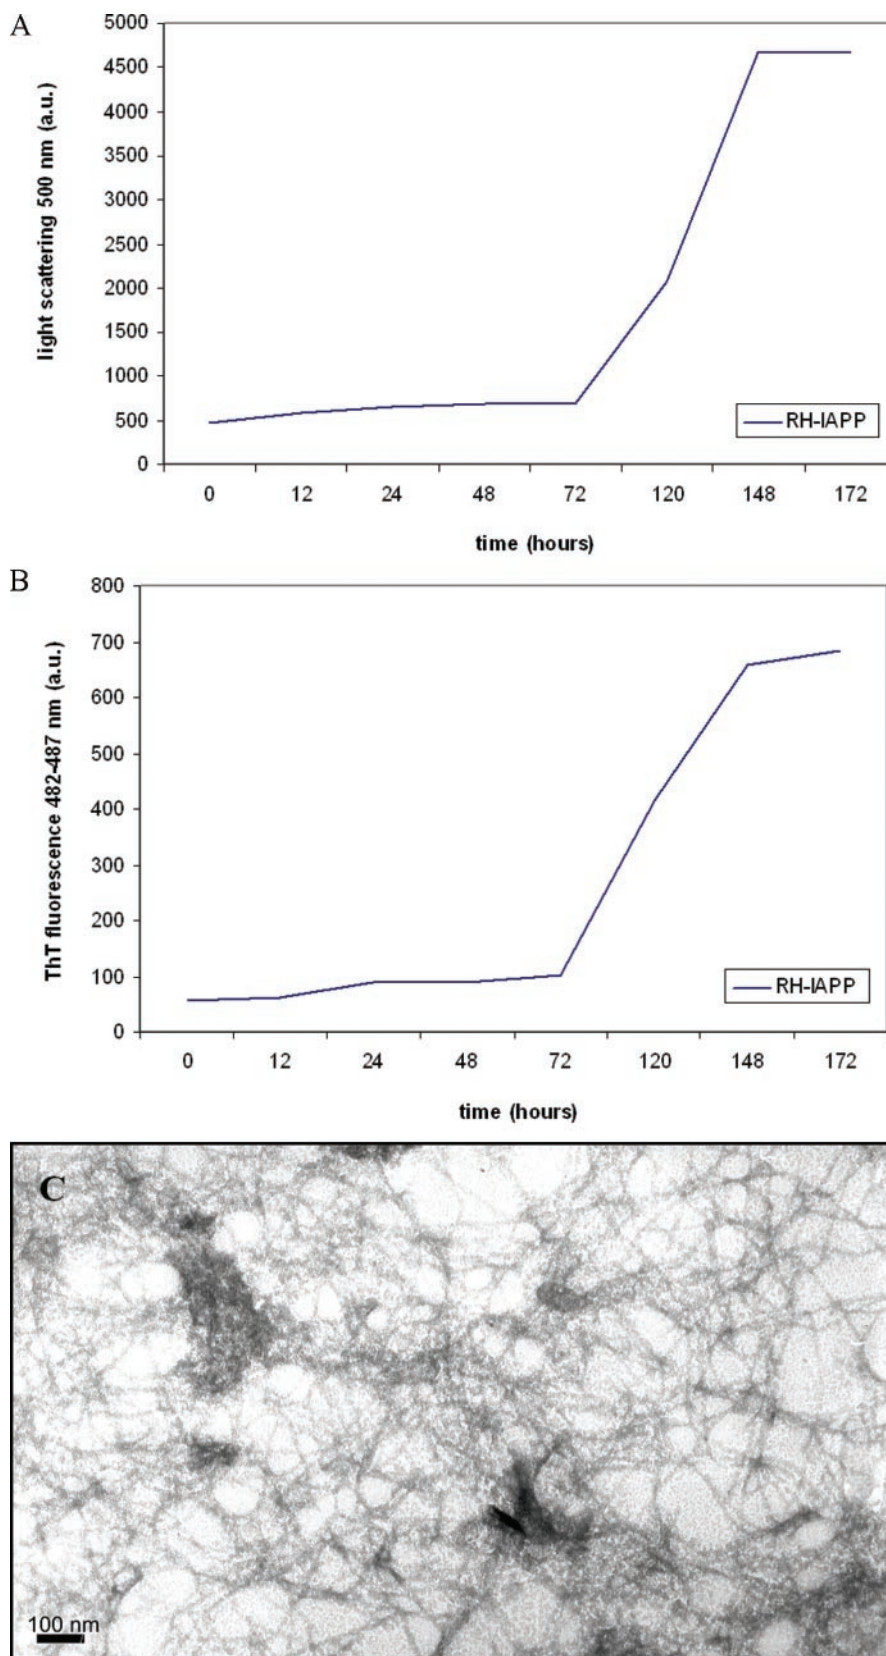 A
light scattering 500 nm (a.u.)
5000
4500
4000
3500
3000
2500
2000
1500
1000
500
0
RH-IAPP
0 12 24 48 72 120 148 172
time (hours)
B
ThT fluorescence 482-487 nm (a.u.)
800
700
600
500
400
300
200
100
0
RH-IAPP
0 12 24 48 72 120 148 172
time (hours)
C
100 nm